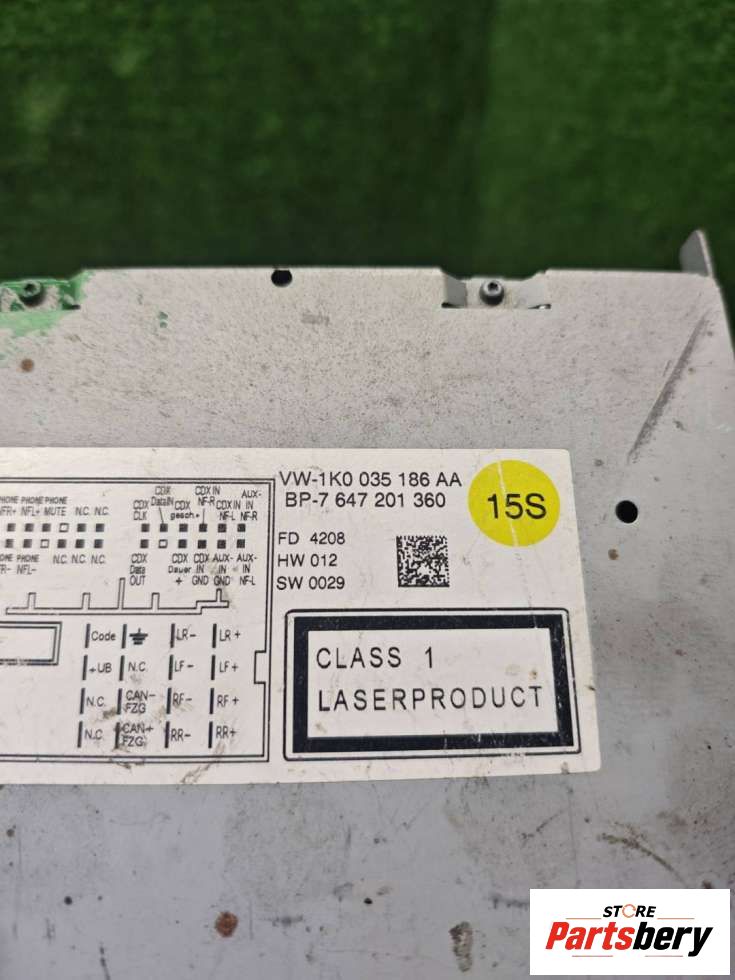 VW-1K0 035 186 AA
BP-7 647 201 360
15S
FD 4208
HW 012
SW 0029
CDX CDX CDX CDX IN CDX IN AUX-
CLK DataIN gesch.+ NF-R NF-L IN
NF-R
PHONE PHONE PHONE
NFL+ MUTE N.C. N.C.
NFL- N.C. N.C. N.C.
CDX CDX CDX AUX- AUX-
Data Dauer IN IN IN
OUT + GND GND NF-L
Code LR- LR+
+UB N.C. LF- LF+
N.C. CAN- RF- RF+
FZG
N.C. CAN+ RR- RR+
FZG
CLASS 1
LASERPRODUCT
STORE
Partsbery